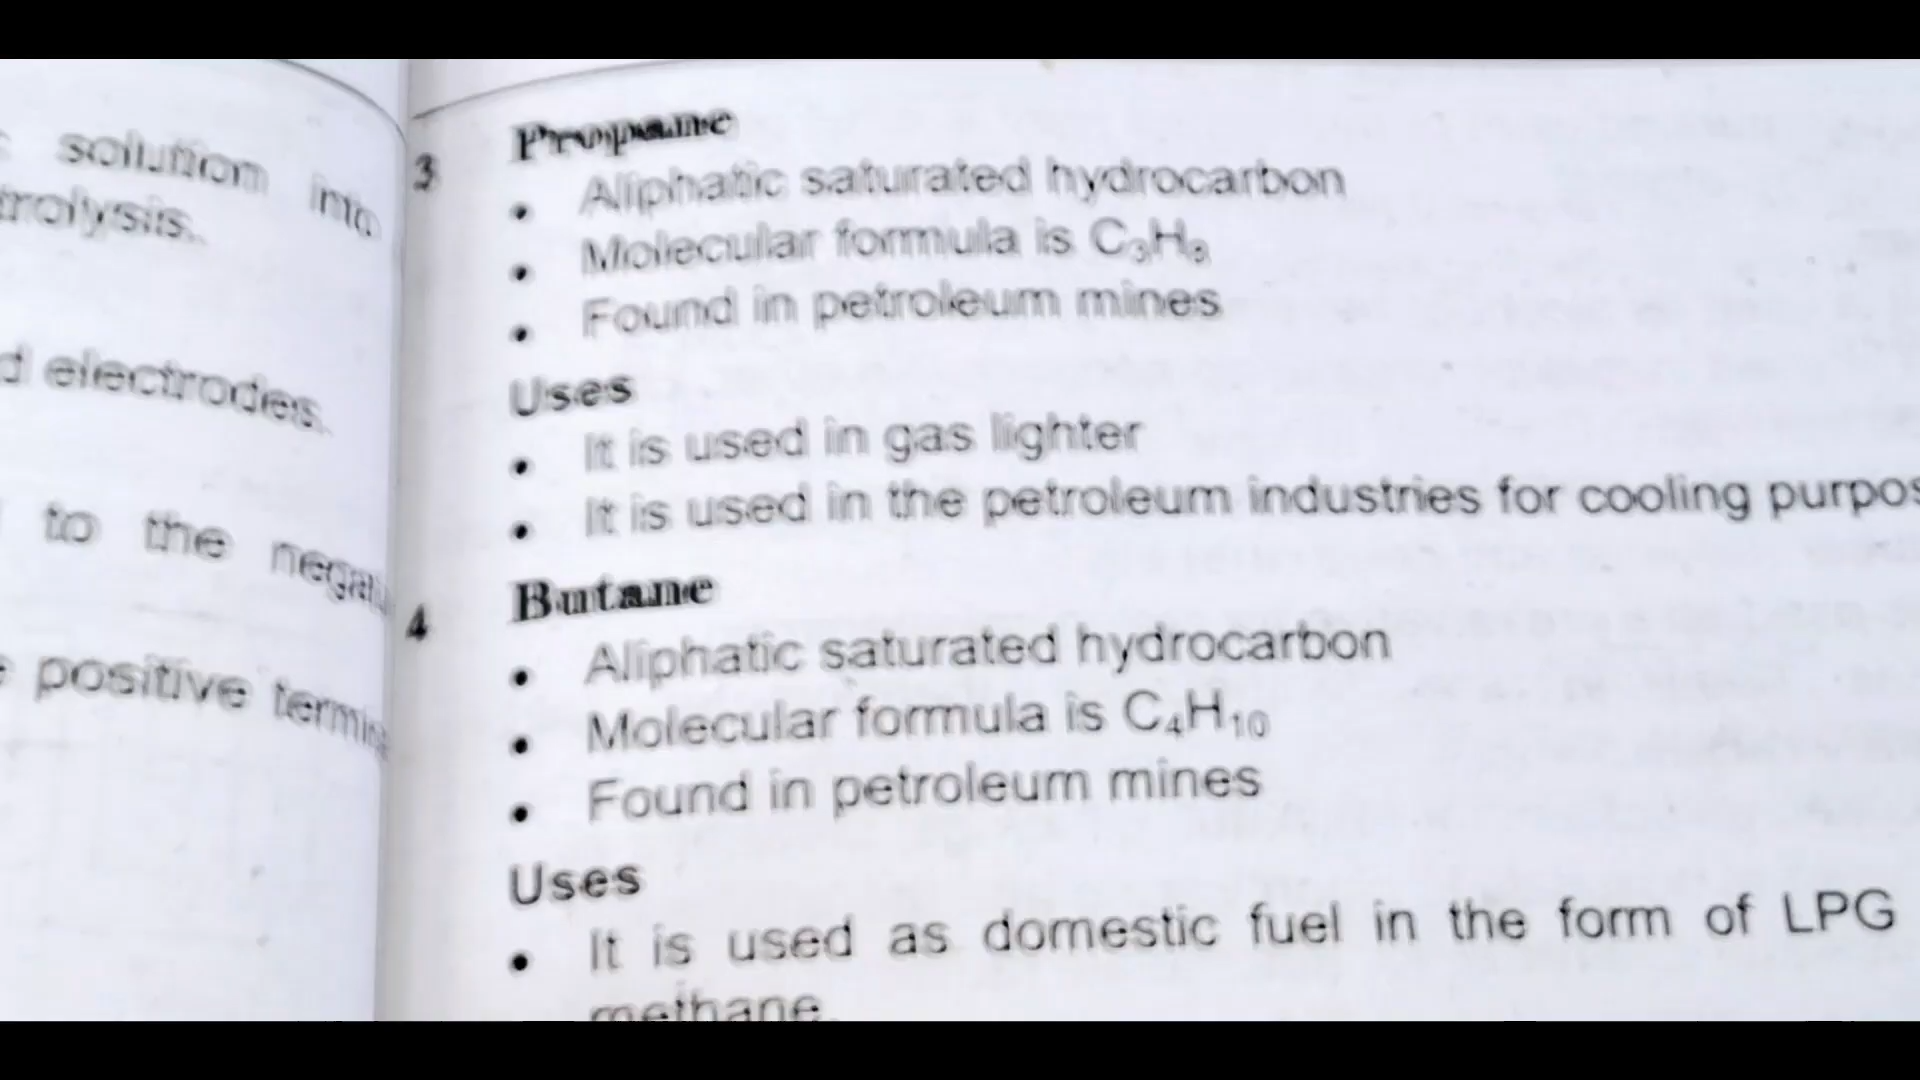 solution into
trolysis.
d electrodes.
to the negati
positive termina
3 Propane
• Aliphatic saturated hydrocarbon
• Molecular formula is C₃H₈
• Found in petroleum mines
Uses
• It is used in gas lighter
• It is used in the petroleum industries for cooling purpos
4 Butane
• Aliphatic saturated hydrocarbon
• Molecular formula is C₄H₁₀
• Found in petroleum mines
Uses
• It is used as domestic fuel in the form of LPG
methane.